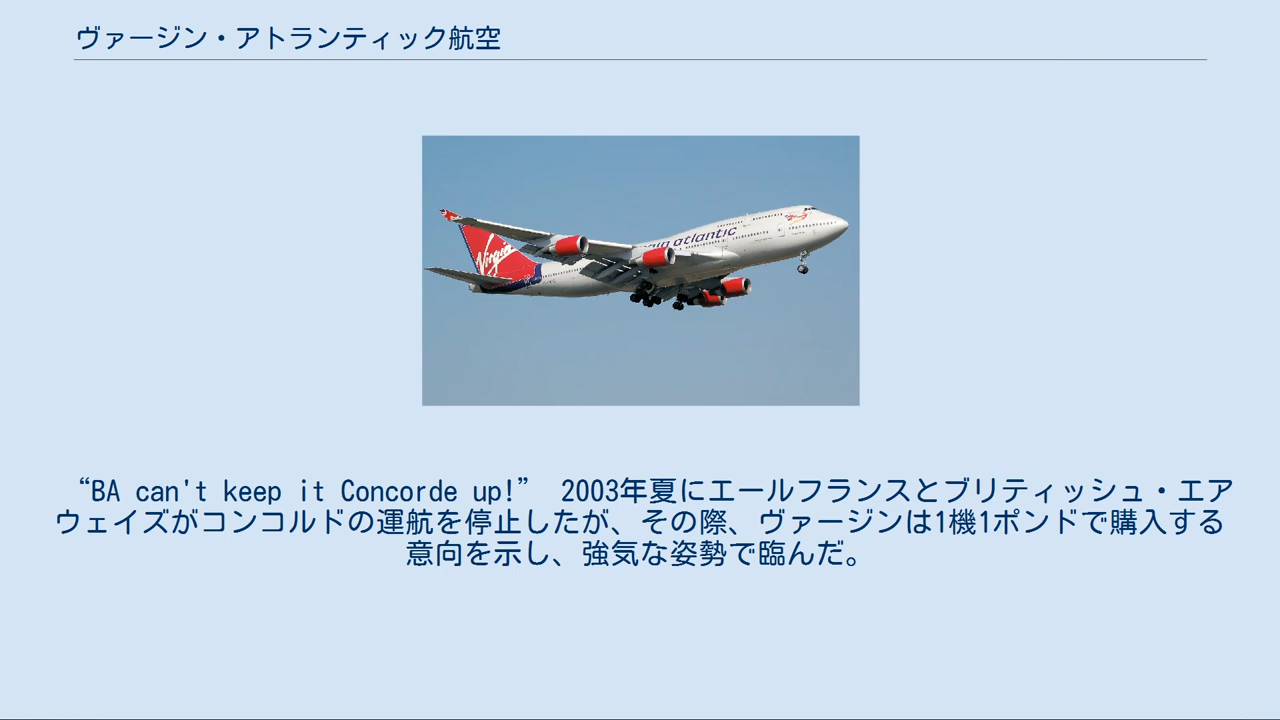 ヴァージン・アトランティック航空
Virgin
virgin atlantic
“BA can't keep it Concorde up!”　2003年夏にエールフランスとブリティッシュ・エア
ウェイズがコンコルドの運航を停止したが、その際、ヴァージンは1機1ポンドで購入する
意向を示し、強気な姿勢で臨んだ。